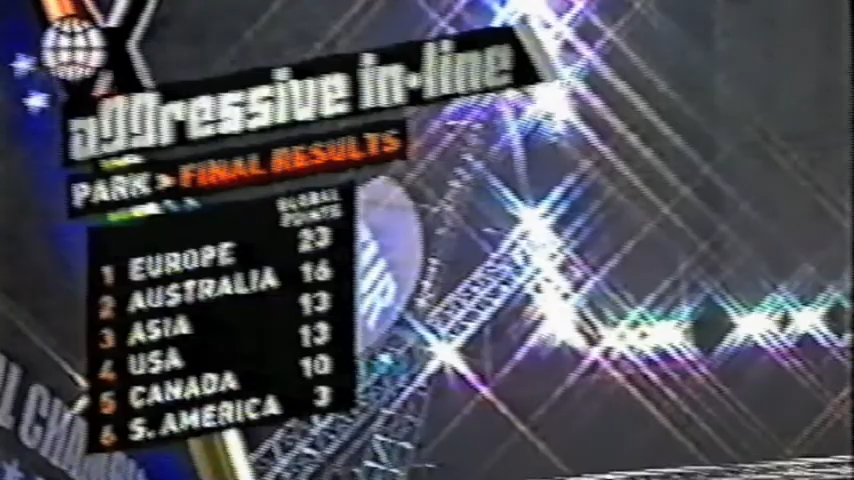 X
aggressive in-line
PARK > FINAL RESULTS
GLOBAL POINTS
1 EUROPE 23
2 AUSTRALIA 16
3 ASIA 13
4 USA 13
5 CANADA 10
6 S. AMERICA 3
UP